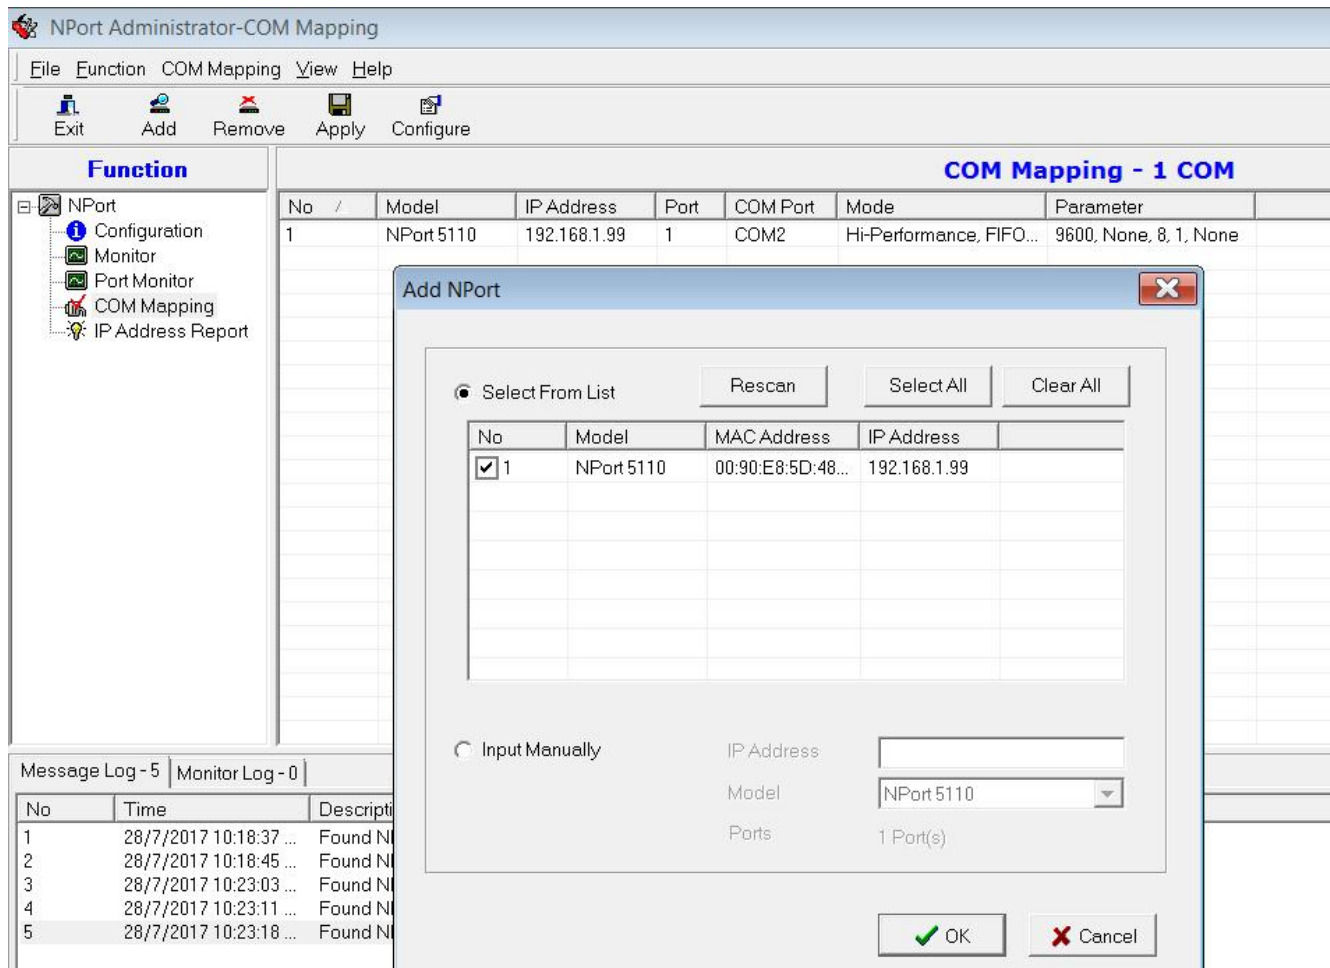 NPort Administrator-COM Mapping
File Function COM Mapping View Help
Exit Add Remove Apply Configure
Function
COM Mapping - 1 COM
NPort
Configuration
Monitor
Port Monitor
COM Mapping
IP Address Report
No Model IP Address Port COM Port Mode Parameter
1 NPort 5110 192.168.1.99 1 COM2 Hi-Performance, FIFO... 9600, None, 8, 1, None
Add NPort
Select From List Rescan Select All Clear All
No Model MAC Address IP Address
1 NPort 5110 00:90:E8:5D:48... 192.168.1.99
Input Manually IP Address
Model NPort 5110
Ports 1 Port(s)
OK Cancel
Message Log - 5 Monitor Log - 0
No Time Descripti
1 28/7/2017 10:18:37 ... Found N
2 28/7/2017 10:18:45 ... Found N
3 28/7/2017 10:23:03 ... Found N
4 28/7/2017 10:23:11 ... Found N
5 28/7/2017 10:23:18 ... Found N